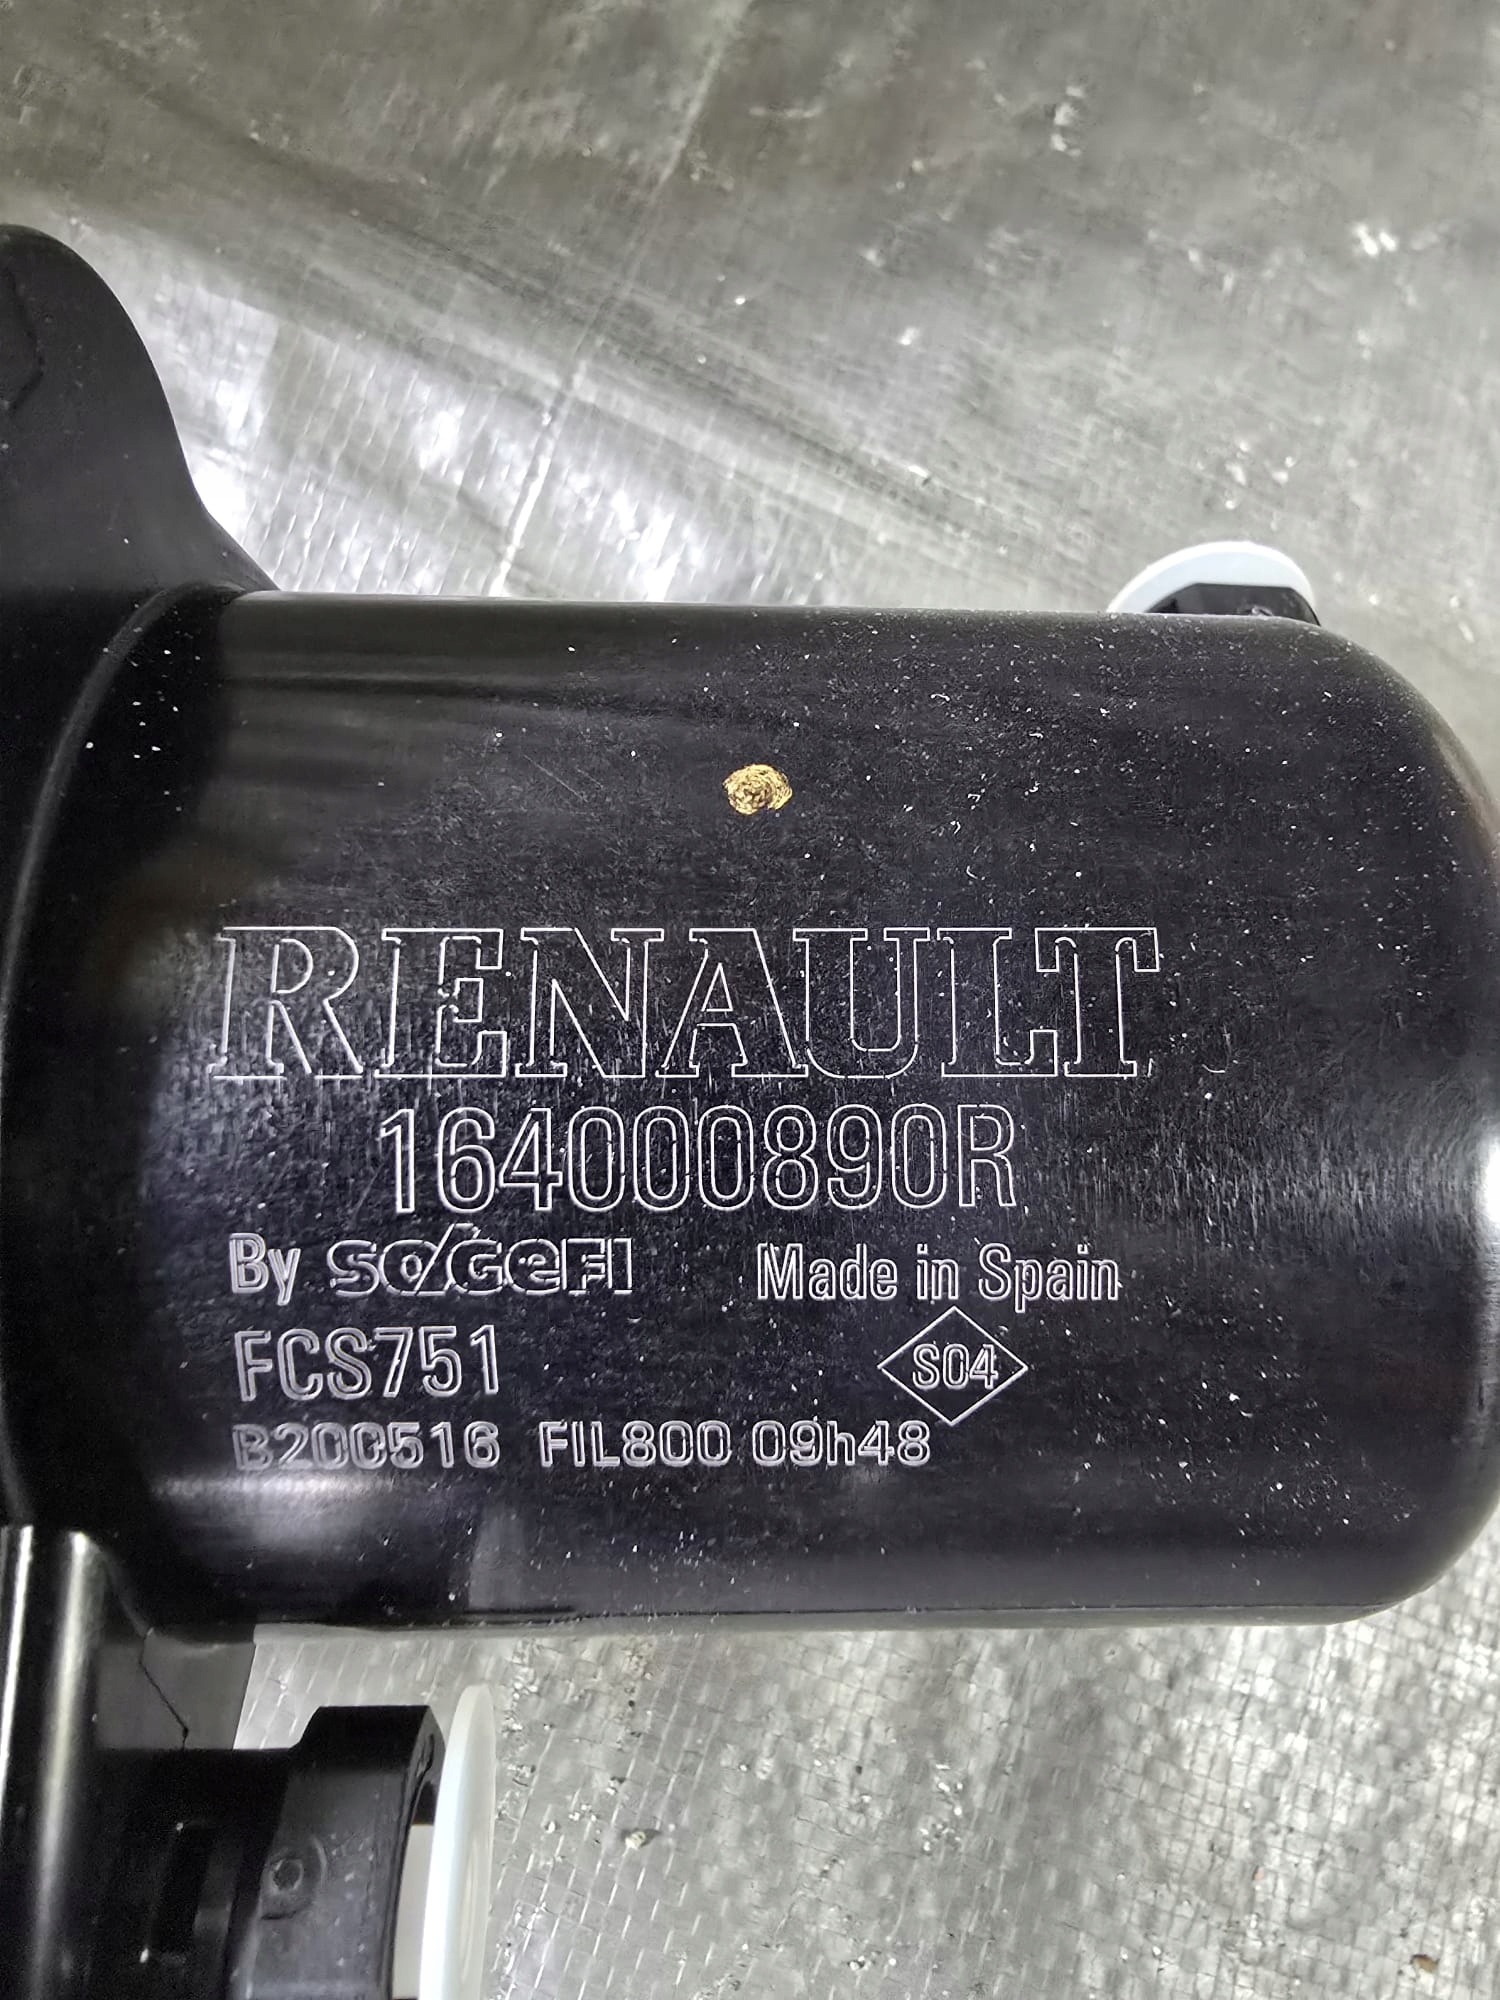 RENAULT
164000890R
By SOGEFI Made in Spain
FCS751 S04
B200516 FIL800 09h48